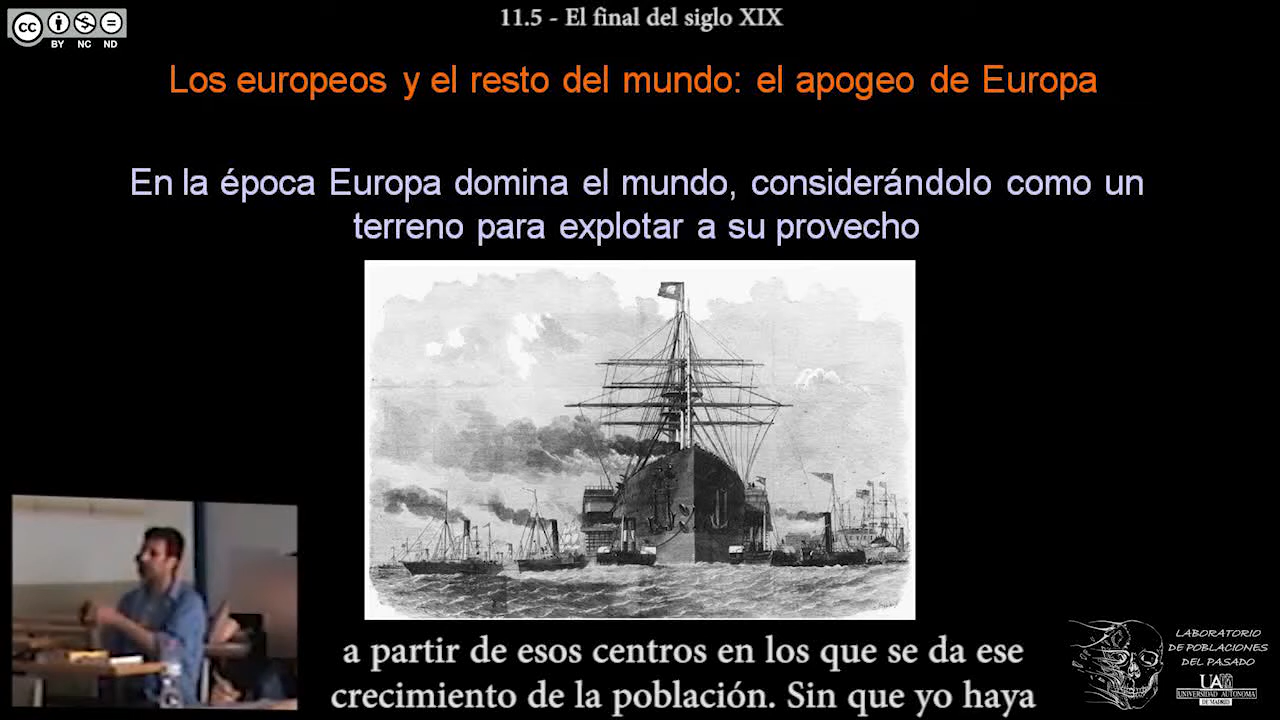 11.5 - El final del siglo XIX
cc
BY NC ND
Los europeos y el resto del mundo: el apogeo de Europa
En la época Europa domina el mundo, considerándolo como un
terreno para explotar a su provecho
a partir de esos centros en los que se da ese
crecimiento de la población. Sin que yo haya
LABORATORIO
DE POBLACIONES
DEL PASADO
UAM
UNIVERSIDAD AUTONOMA
DE MADRID